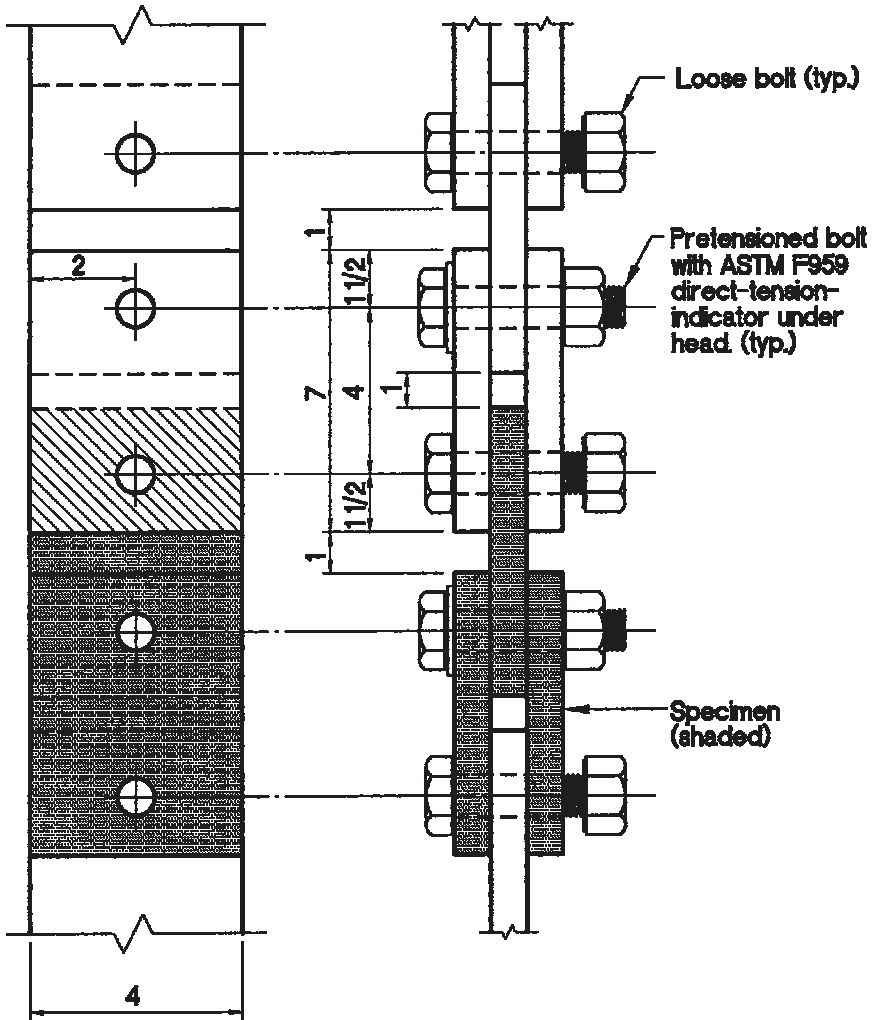 Loose bolt (typ.)
Pretensioned bolt
with ASTM F959
direct-tension-
indicator under
head. (typ.)
1
2
1 1/2
7
4
1
1 1/2
1
Specimen
(shaded)
4